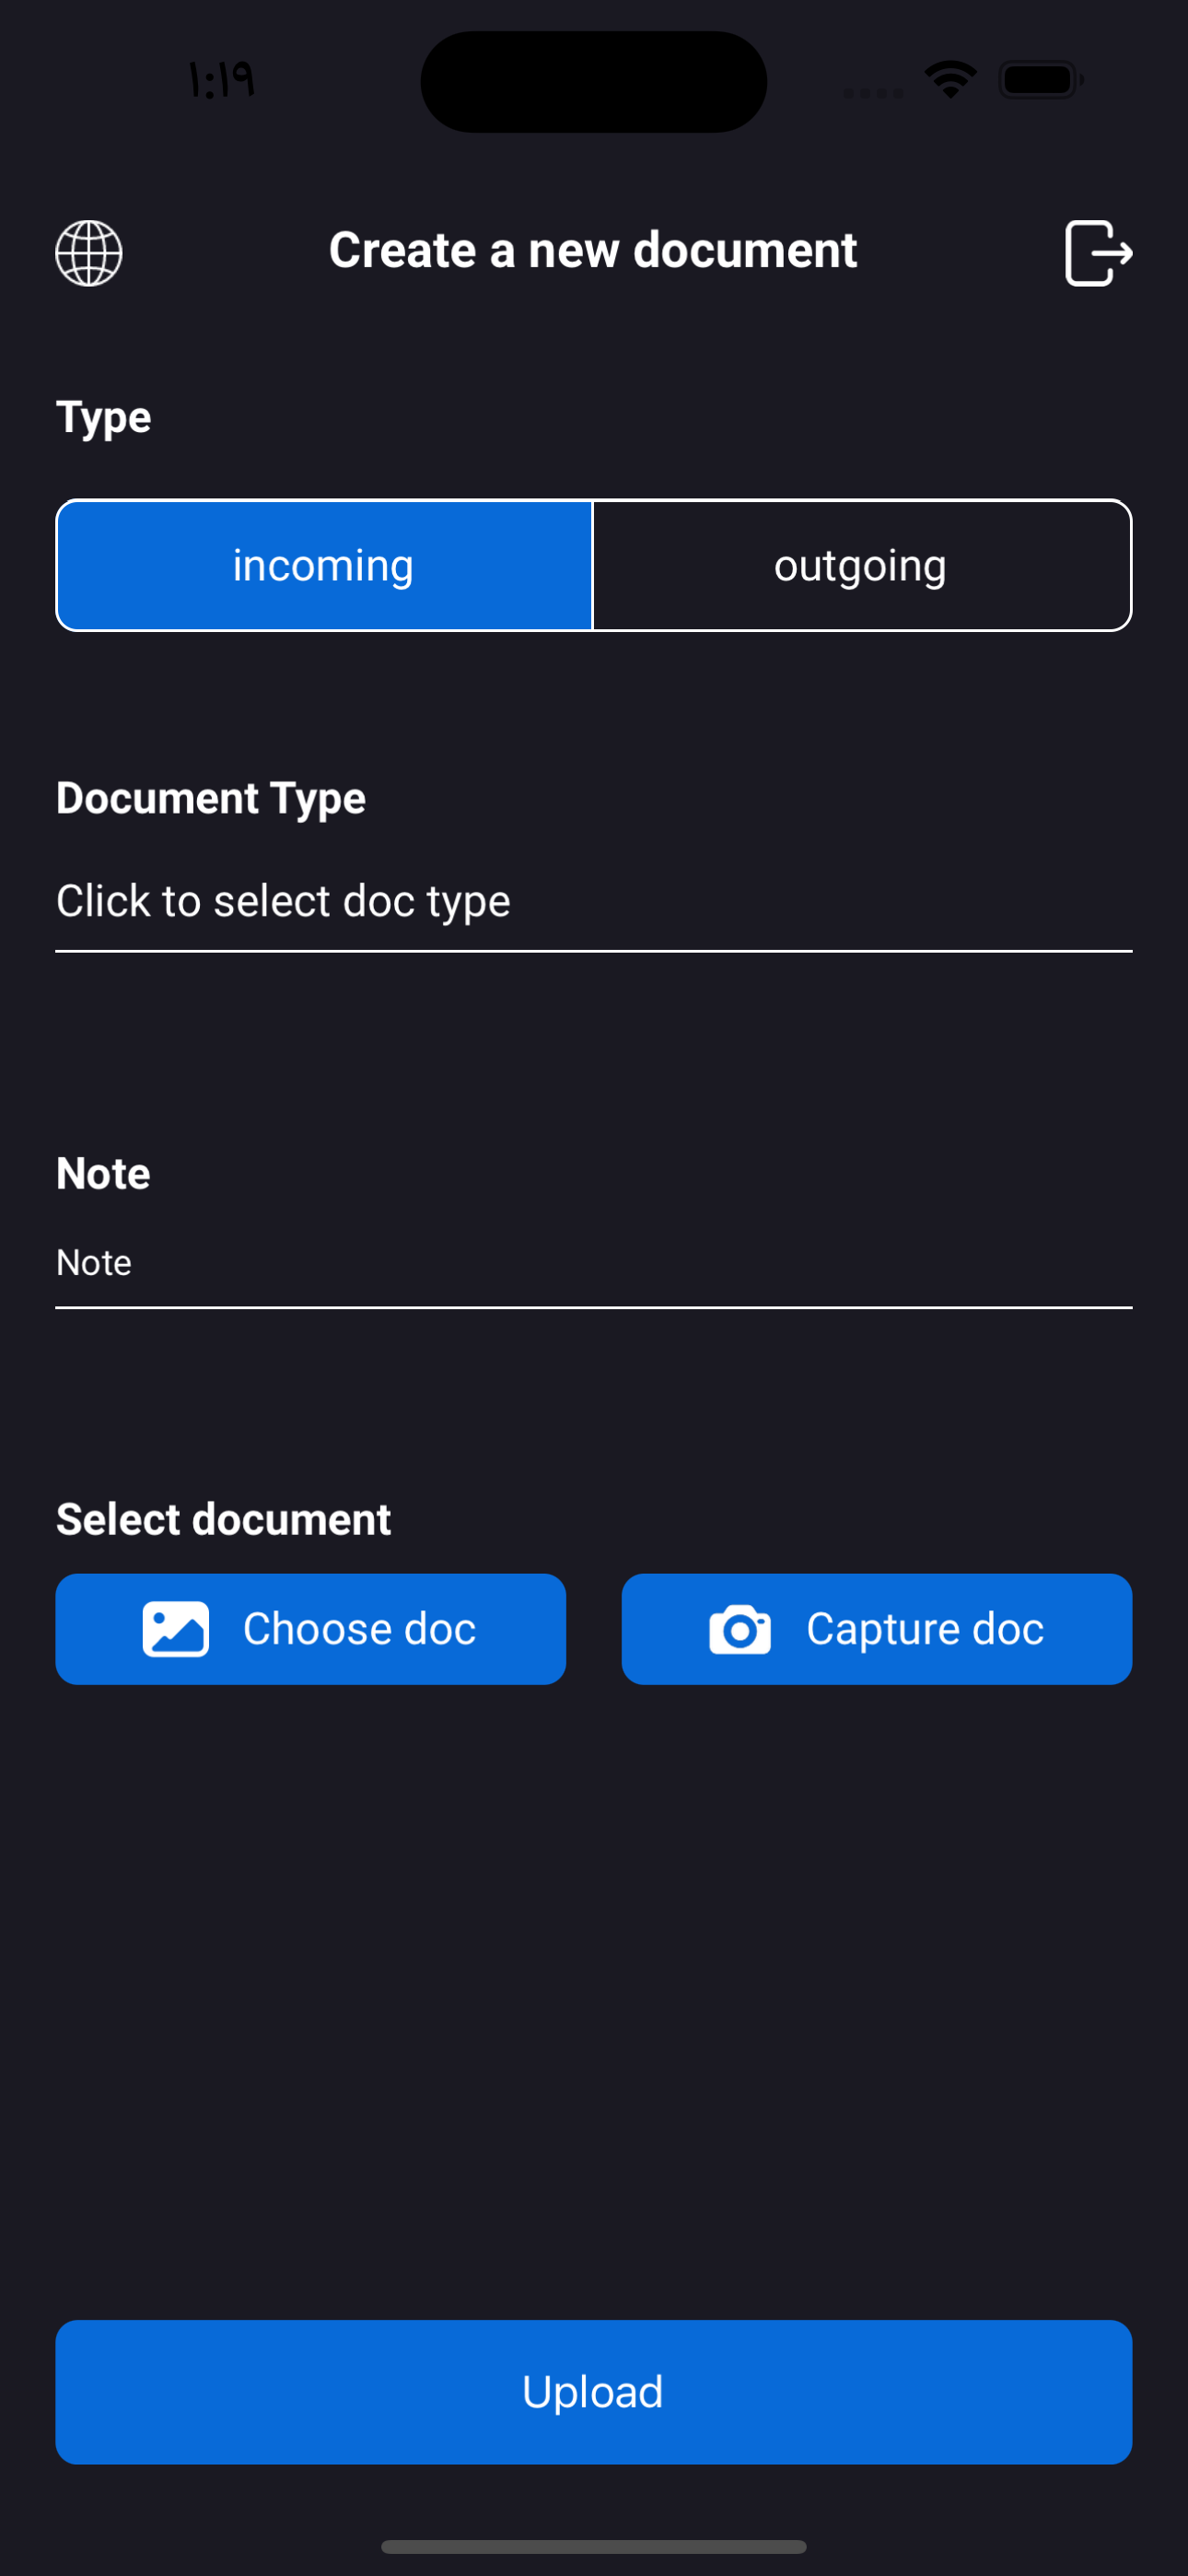 ١:١٩
Create a new document
Type
incoming
outgoing
Document Type
Click to select doc type
Note
Note
Select document
Choose doc
Capture doc
Upload